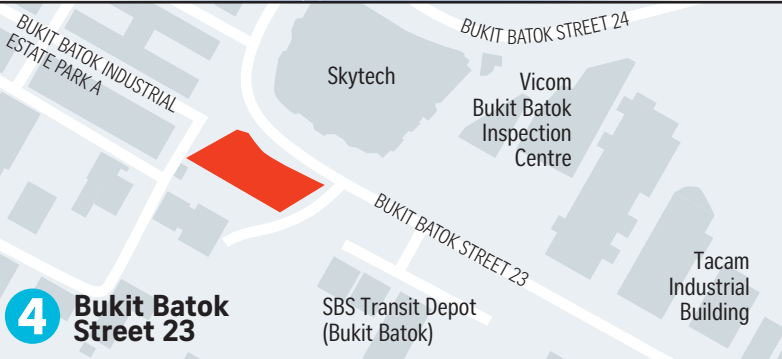 BUKIT BATOK INDUSTRIAL
ESTATE PARK A
BUKIT BATOK STREET 24
Skytech
Vicom
Bukit Batok
Inspection
Centre
BUKIT BATOK STREET 23
Tacam
Industrial
Building
4
Bukit Batok
Street 23
SBS Transit Depot
(Bukit Batok)